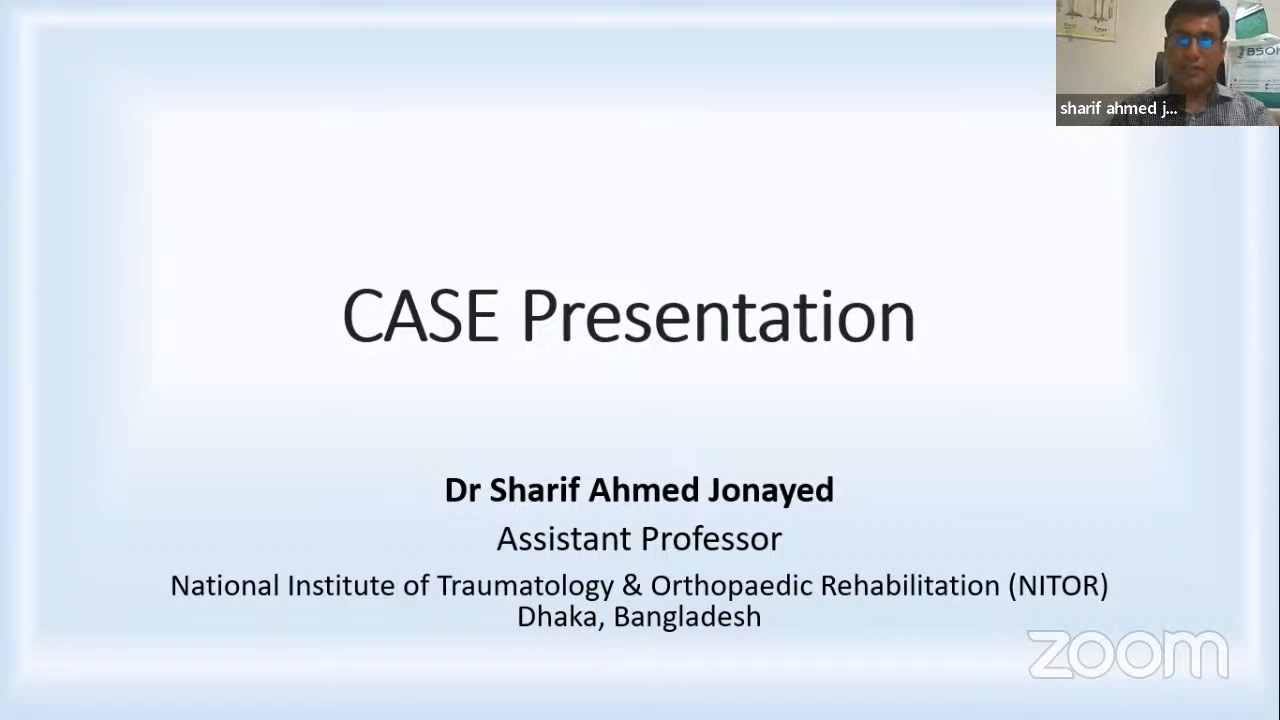 CASE Presentation
Dr Sharif Ahmed Jonayed
Assistant Professor
National Institute of Traumatology & Orthopaedic Rehabilitation (NITOR)
Dhaka, Bangladesh
sharif ahmed j...
zoom